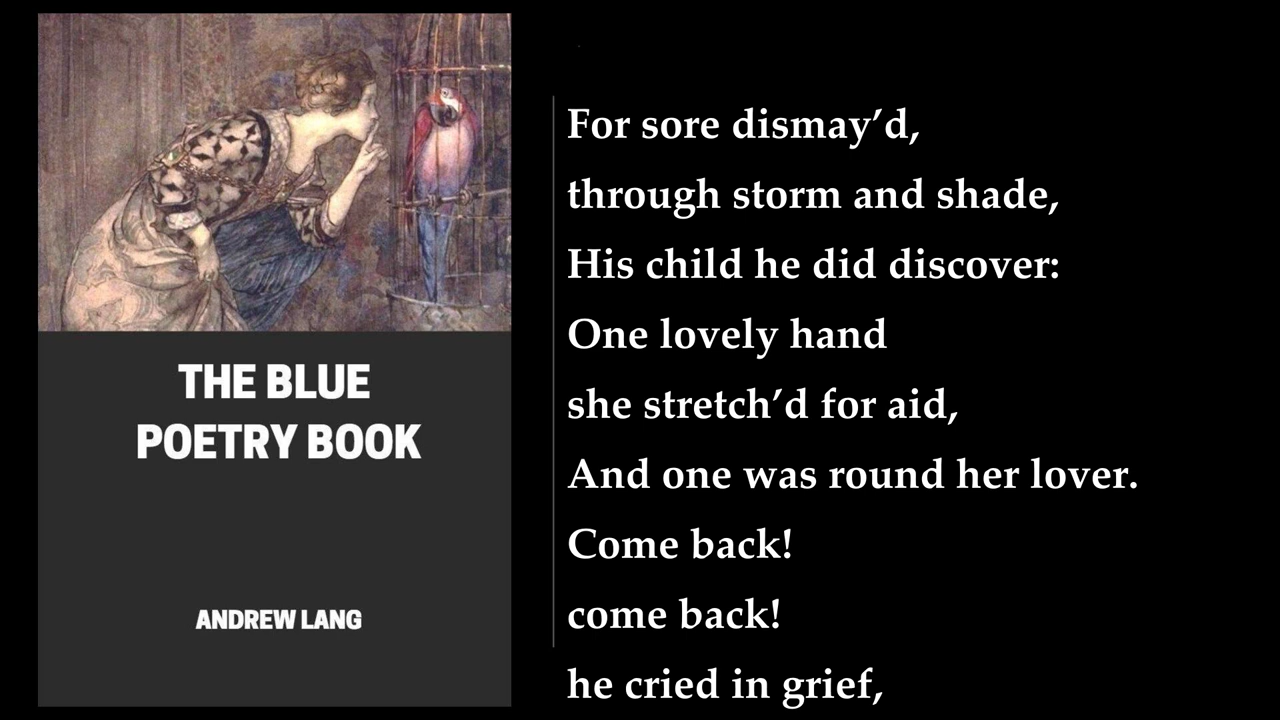 THE BLUE
POETRY BOOK
ANDREW LANG
For sore dismay’d,
through storm and shade,
His child he did discover:
One lovely hand
she stretch’d for aid,
And one was round her lover.
Come back!
come back!
he cried in grief,